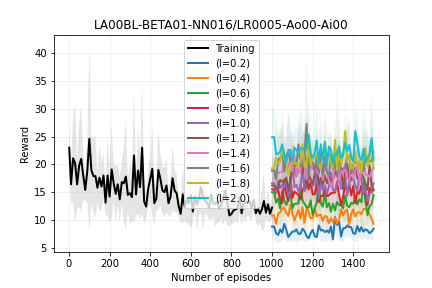 LA00BL-BETA01-NN016/LR0005-Ao00-Ai00
Reward
40
35
30
25
20
15
10
5
Training
(l=0.2)
(l=0.4)
(l=0.6)
(l=0.8)
(l=1.0)
(l=1.2)
(l=1.4)
(l=1.6)
(l=1.8)
(l=2.0)
0 200 400 600 800 1000 1200 1400
Number of episodes